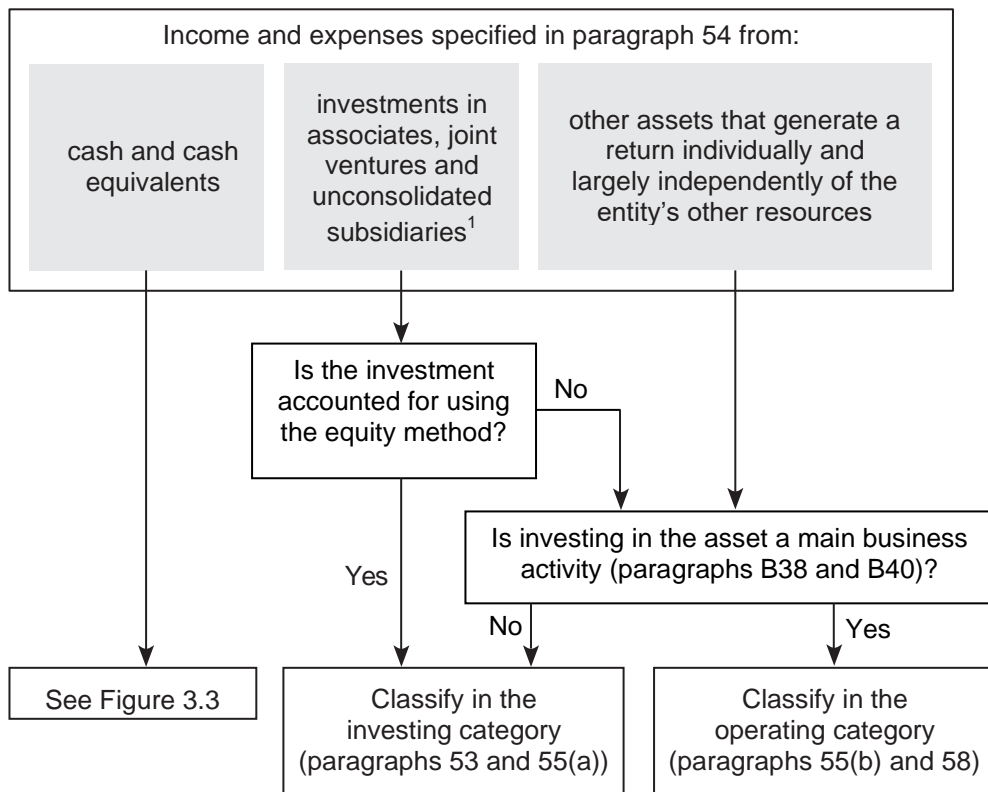 Income and expenses specified in paragraph 54 from:
cash and cash
equivalents
investments in
associates, joint
ventures and
unconsolidated
subsidiaries¹
other assets that generate a
return individually and
largely independently of the
entity’s other resources
Is the investment
accounted for using
the equity method?
No
Is investing in the asset a main business
activity (paragraphs B38 and B40)?
Yes
No
Yes
See Figure 3.3
Classify in the
investing category
(paragraphs 53 and 55(a))
Classify in the
operating category
(paragraphs 55(b) and 58)